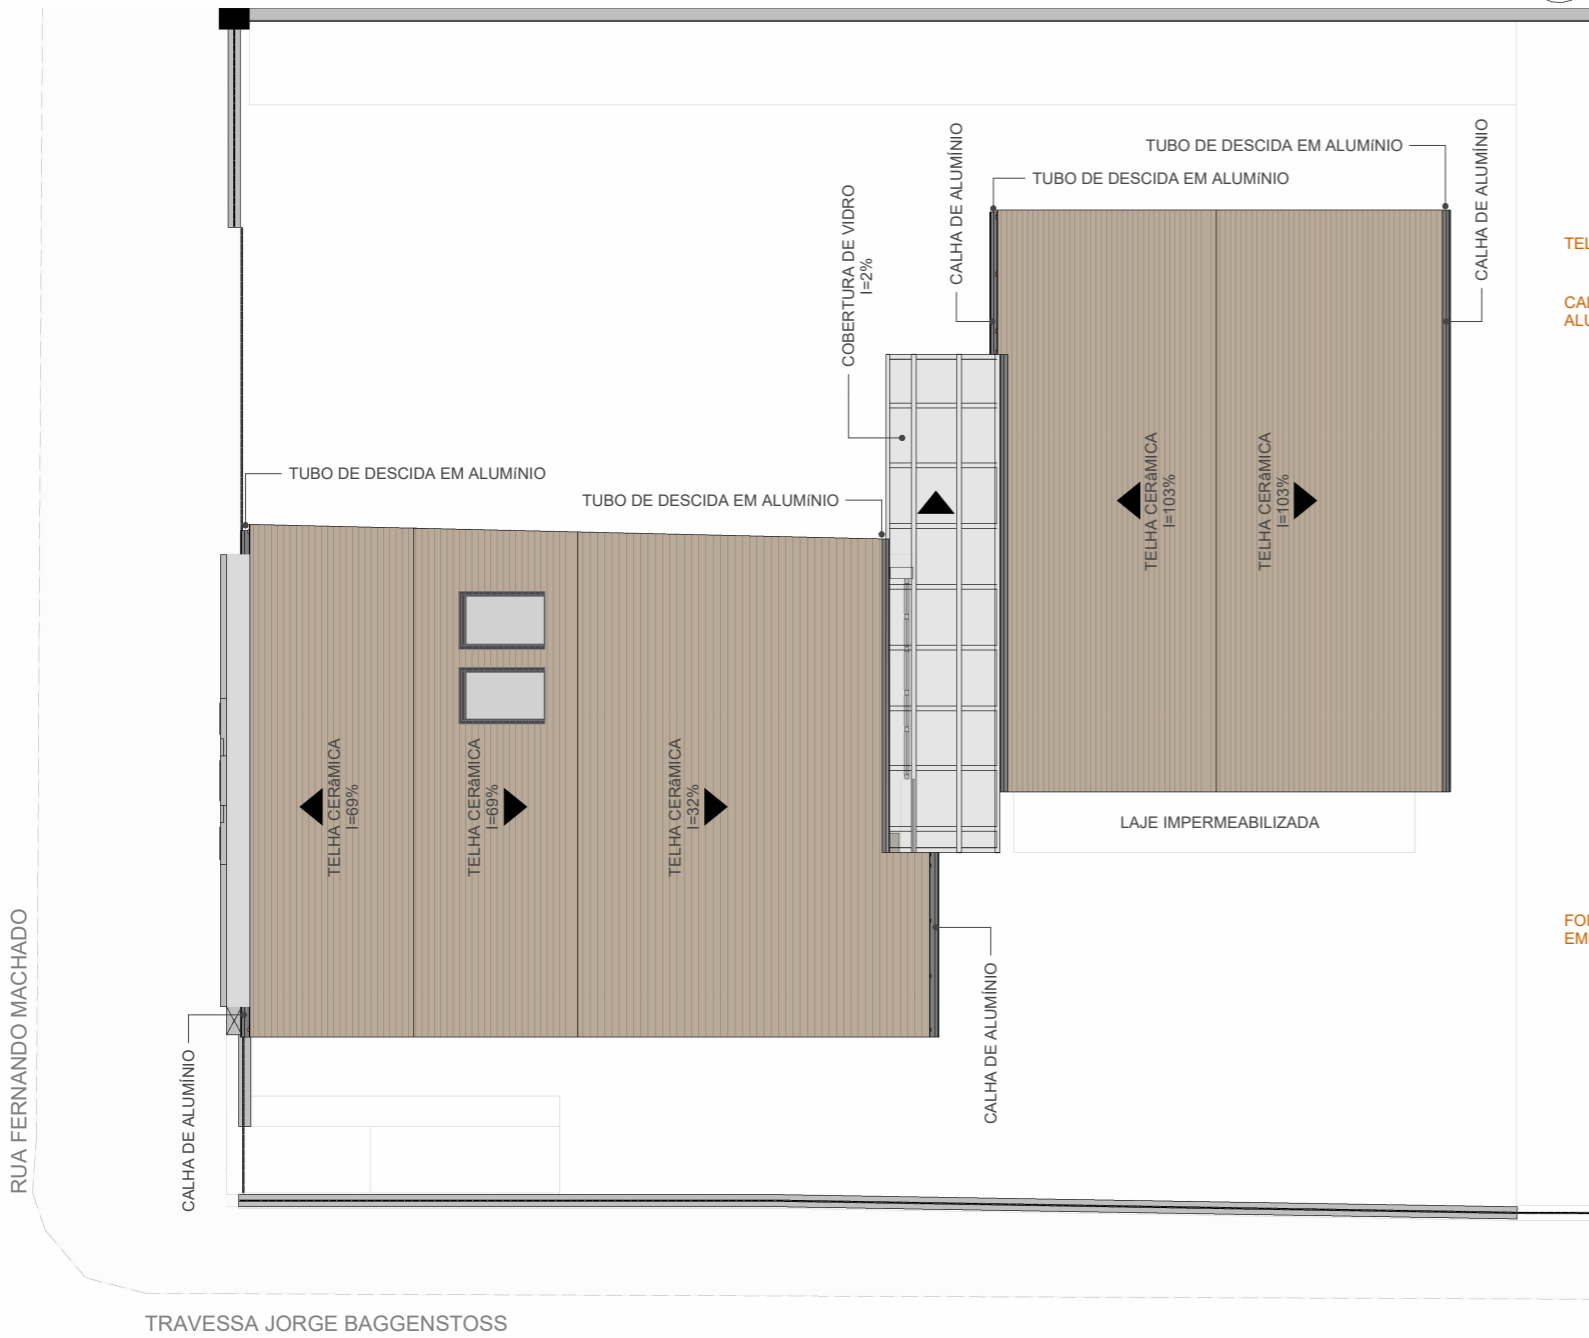 TUBO DE DESCIDA EM ALUMíNIO
TUBO DE DESCIDA EM ALUMíNIO
CALHA DE ALUMÍNIO
CALHA DE ALUMÍNIO
COBERTURA DE VIDRO
I=2%
TEL
CAL
ALU
TUBO DE DESCIDA EM ALUMíNIO
TUBO DE DESCIDA EM ALUMíNIO
TELHA CERâMICA
I=103%
TELHA CERâMICA
I=103%
TELHA CERâMICA
I=69%
TELHA CERâMICA
I=69%
TELHA CERâMICA
I=32%
LAJE IMPERMEABILIZADA
CALHA DE ALUMÍNIO
CALHA DE ALUMÍNIO
RUA FERNANDO MACHADO
TRAVESSA JORGE BAGGENSTOSS